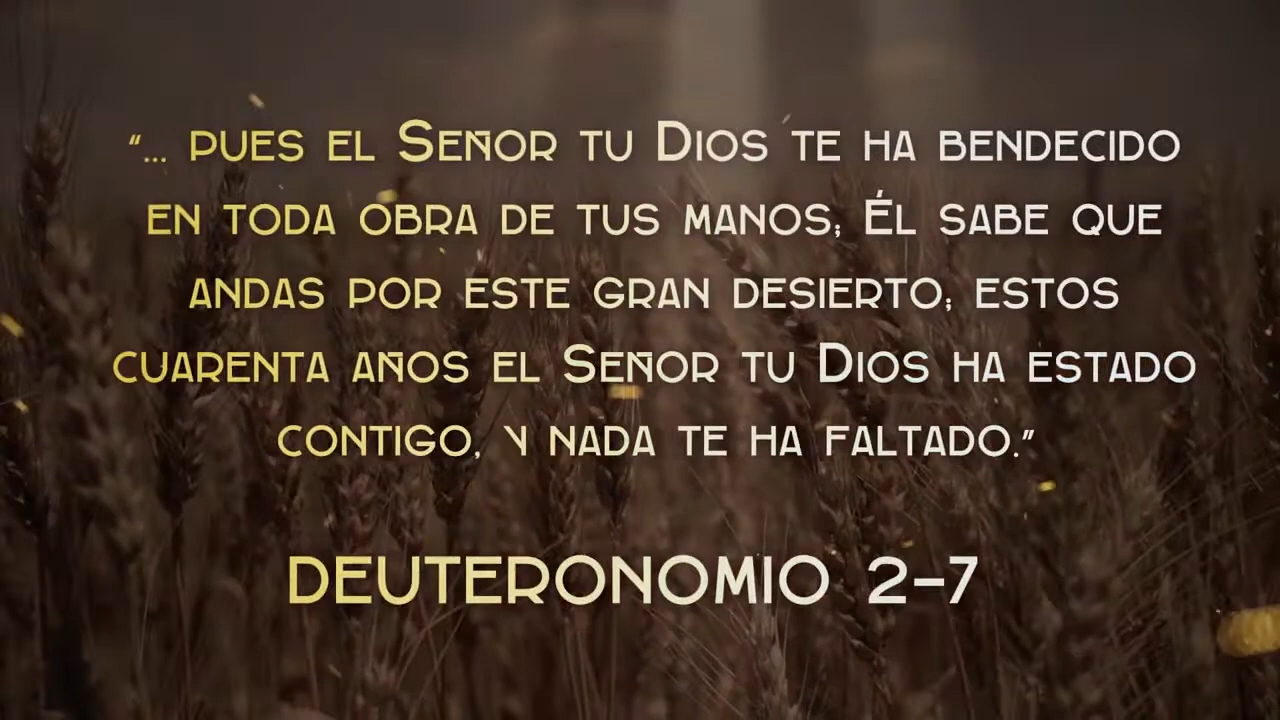 “... pues el Señor tu Dios te ha bendecido
en toda obra de tus manos; Él sabe que
andas por este gran desierto; estos
cuarenta años el Señor tu Dios ha estado
contigo, y nada te ha faltado.”
DEUTERONOMIO 2-7